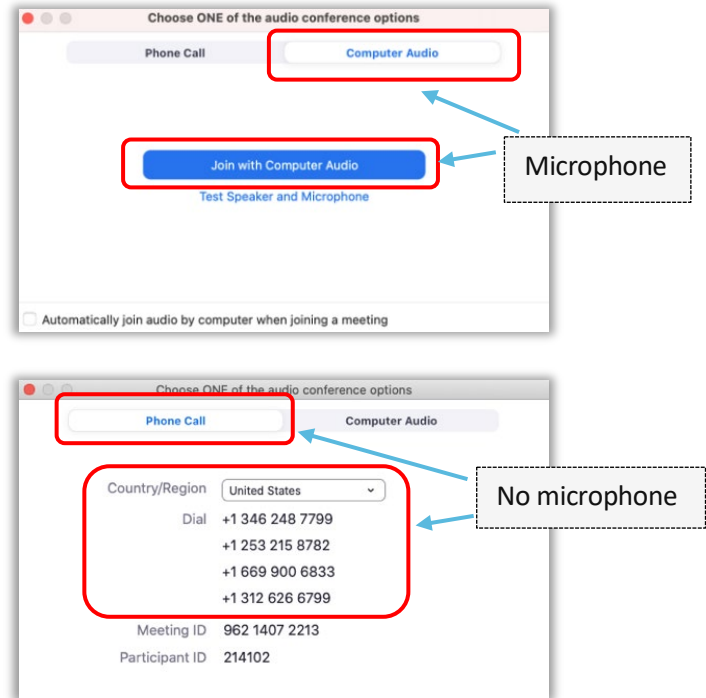 Choose ONE of the audio conference options
Phone Call Computer Audio
Join with Computer Audio
Microphone
Test Speaker and Microphone
Automatically join audio by computer when joining a meeting
Choose ONE of the audio conference options
Phone Call Computer Audio
Country/Region United States
No microphone
Dial +1 346 248 7799
+1 253 215 8782
+1 669 900 6833
+1 312 626 6799
Meeting ID 962 1407 2213
Participant ID 214102